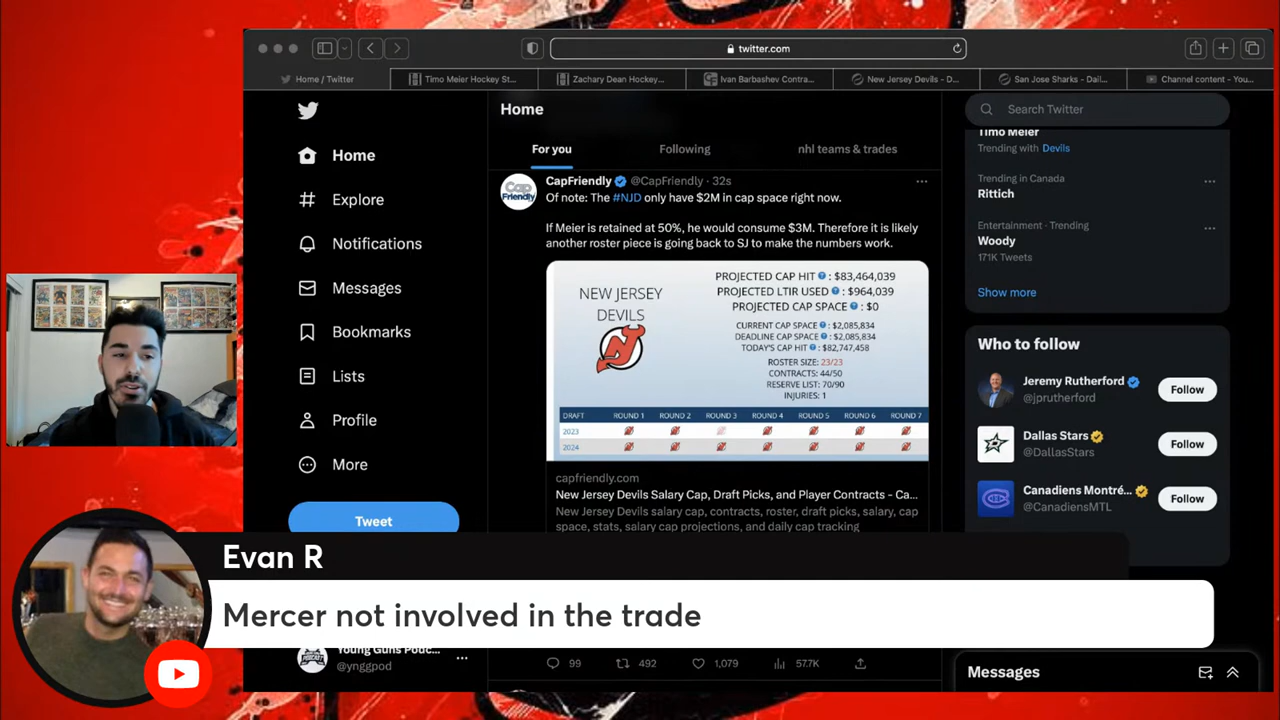 twitter.com
Home / Twitter
Timo Meier Hockey St...
Zachary Dean Hockey...
Ivan Barbashev Contra...
New Jersey Devils - D...
San Jose Sharks - Dail...
Channel content - You...
Home
Explore
Notifications
Messages
Bookmarks
Lists
Profile
More
Tweet
Young Guns Podc...
@ynggpod
Home
For you
Following
nhl teams & trades
CapFriendly @CapFriendly · 32s
Of note: The #NJD only have $2M in cap space right now.
If Meier is retained at 50%, he would consume $3M. Therefore it is likely
another roster piece is going back to SJ to make the numbers work.
NEW JERSEY
DEVILS
PROJECTED CAP HIT : $83,464,039
PROJECTED LTIR USED : $964,039
PROJECTED CAP SPACE : $0
CURRENT CAP SPACE : $2,085,834
DEADLINE CAP SPACE : $2,085,834
TODAY'S CAP HIT : $82,747,458
ROSTER SIZE: 23/23
CONTRACTS: 44/50
RESERVE LIST: 70/90
INJURIES: 1
DRAFT ROUND 1 ROUND 2 ROUND 3 ROUND 4 ROUND 5 ROUND 6 ROUND 7
2023
2024
capfriendly.com
New Jersey Devils Salary Cap, Draft Picks, and Player Contracts - Ca...
New Jersey Devils salary cap, contracts, roster, draft picks, salary, cap
space, stats, salary cap projections, and daily cap tracking
99 492 1,079 57.7K
Search Twitter
Timo Meier
Trending with Devils
Trending in Canada
Rittich
Entertainment · Trending
Woody
171K Tweets
Show more
Who to follow
Jeremy Rutherford
@jprutherford
Follow
Dallas Stars
@DallasStars
Follow
Canadiens Montré...
@CanadiensMTL
Follow
Messages
Evan R
Mercer not involved in the trade